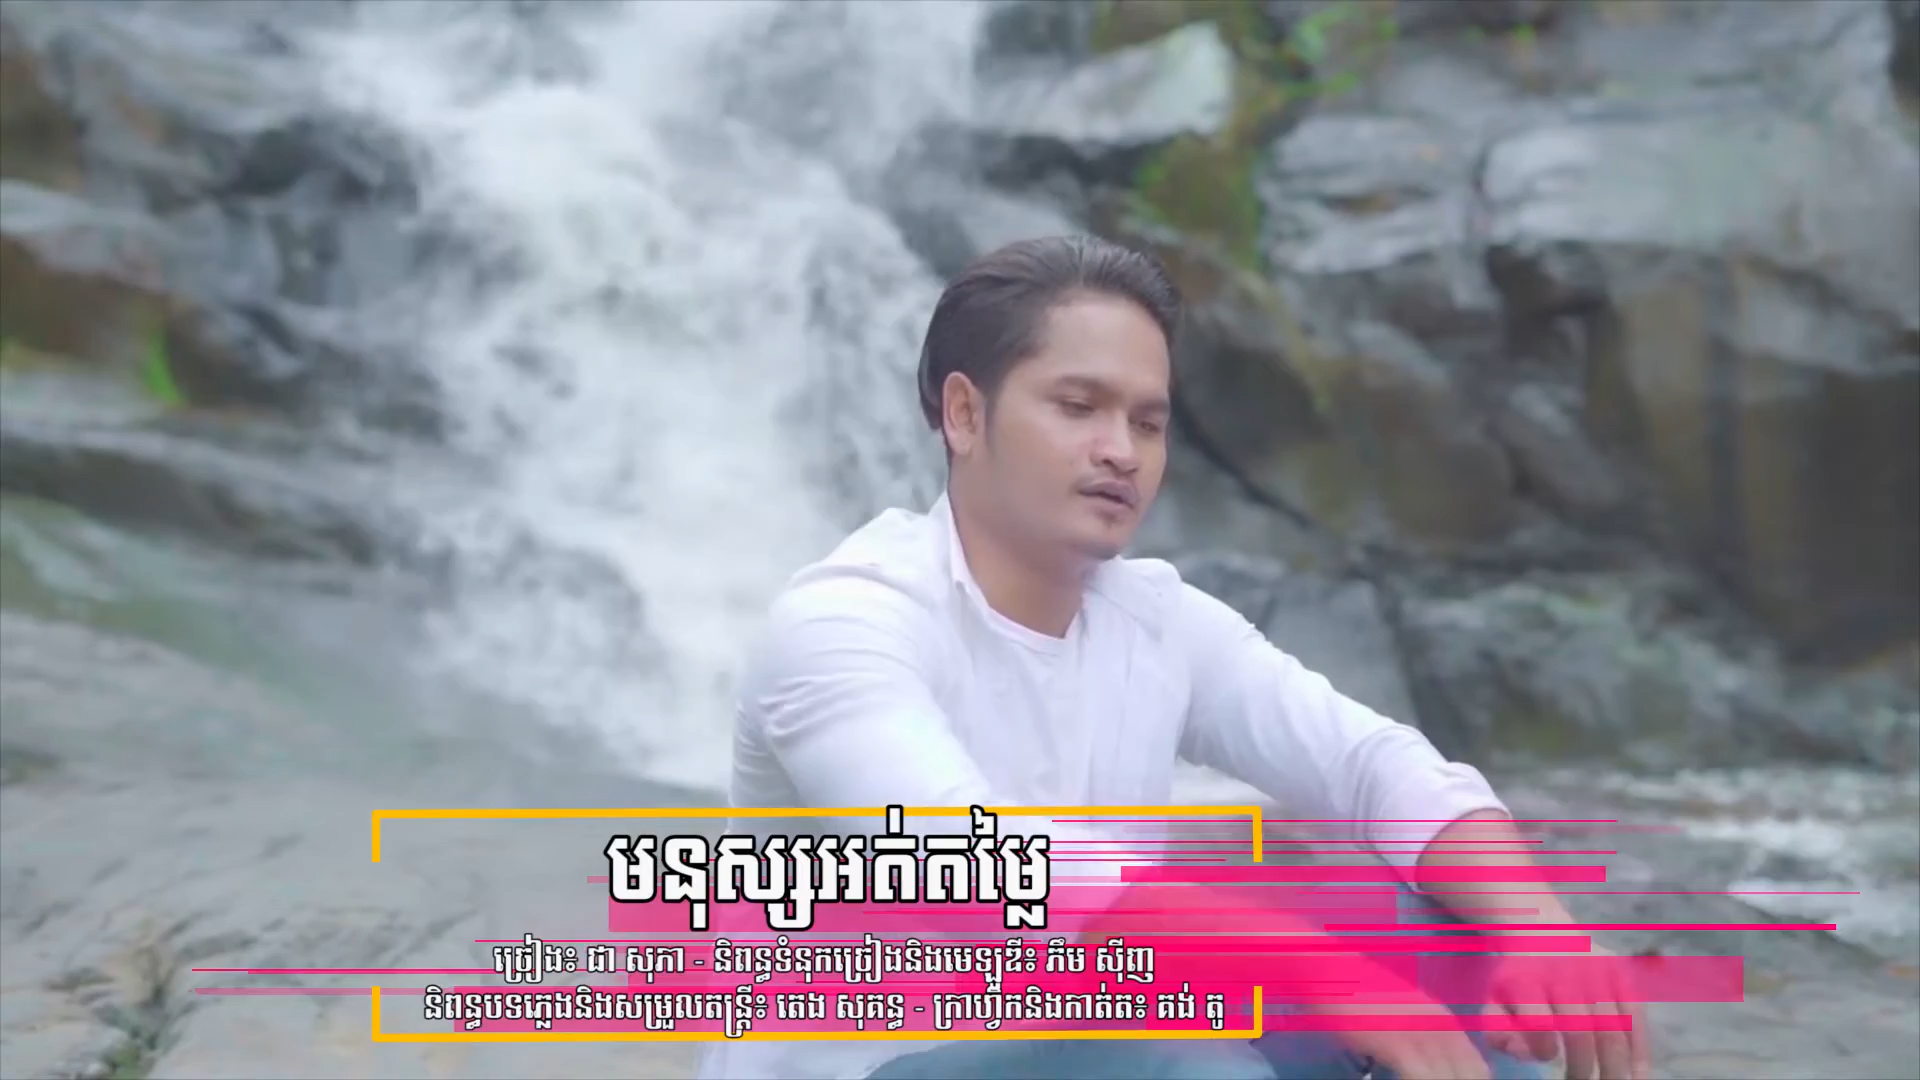 មនុស្សអត់តម្លៃ
ច្រៀង៖ ជា សុភា - និពន្ធទំនុកច្រៀងនិងមេឡូឌី៖ ភឹម ស៊ីញ
និពន្ធបទភ្លេងនិងសម្រួលតន្ត្រី៖ តេង សុគន្ធ - ក្រាហ្វិកនិងកាត់ត៖ គង់ តូ